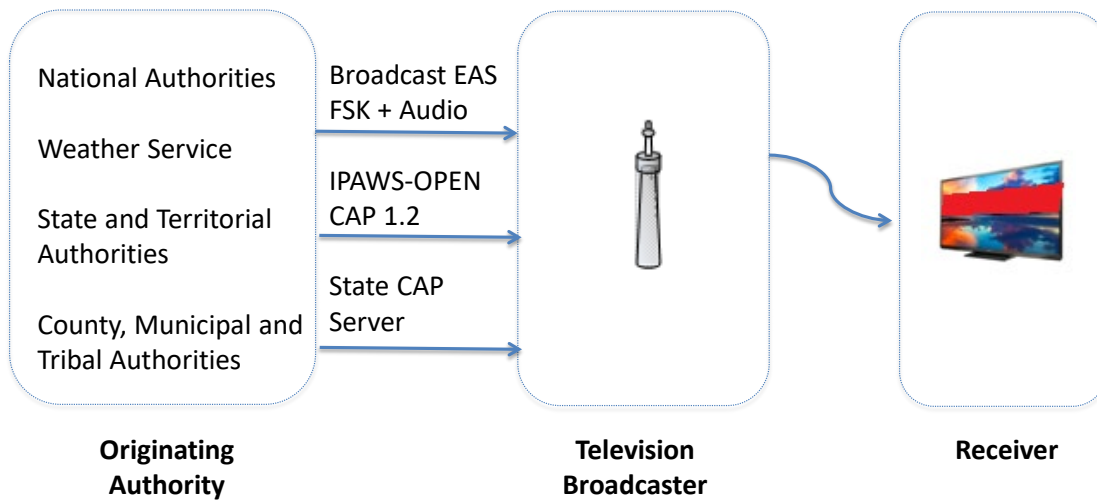 National Authorities
Weather Service
State and Territorial
Authorities
County, Municipal and
Tribal Authorities
Broadcast EAS
FSK + Audio
IPAWS-OPEN
CAP 1.2
State CAP
Server
Originating
Authority
Television
Broadcaster
Receiver